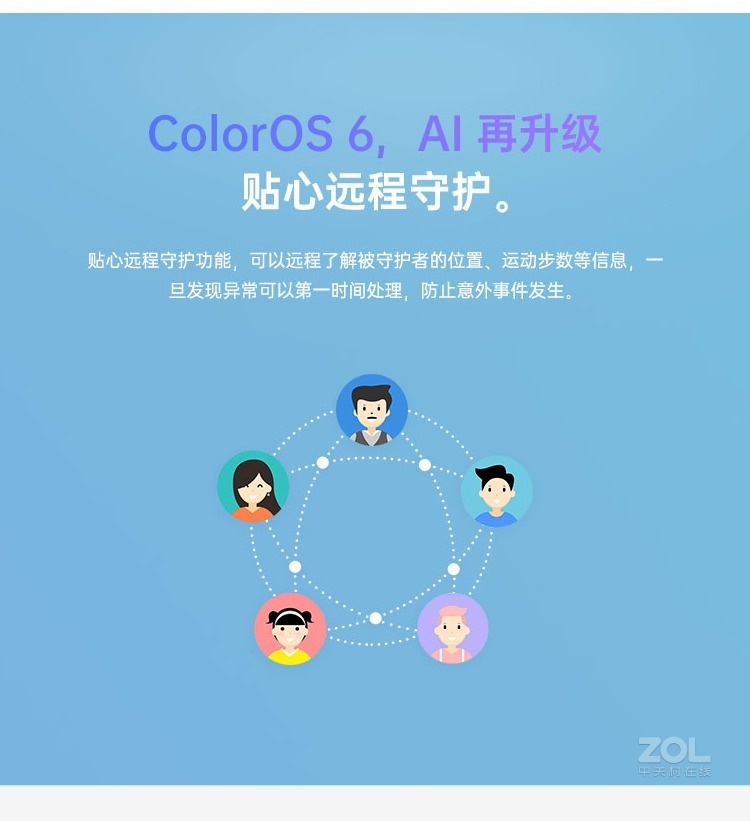 ColorOS 6，AI 再升级
贴心远程守护。
贴心远程守护功能，可以远程了解被守护者的位置、运动步数等信息，一
旦发现异常可以第一时间处理，防止意外事件发生。
ZOL
中关村在线